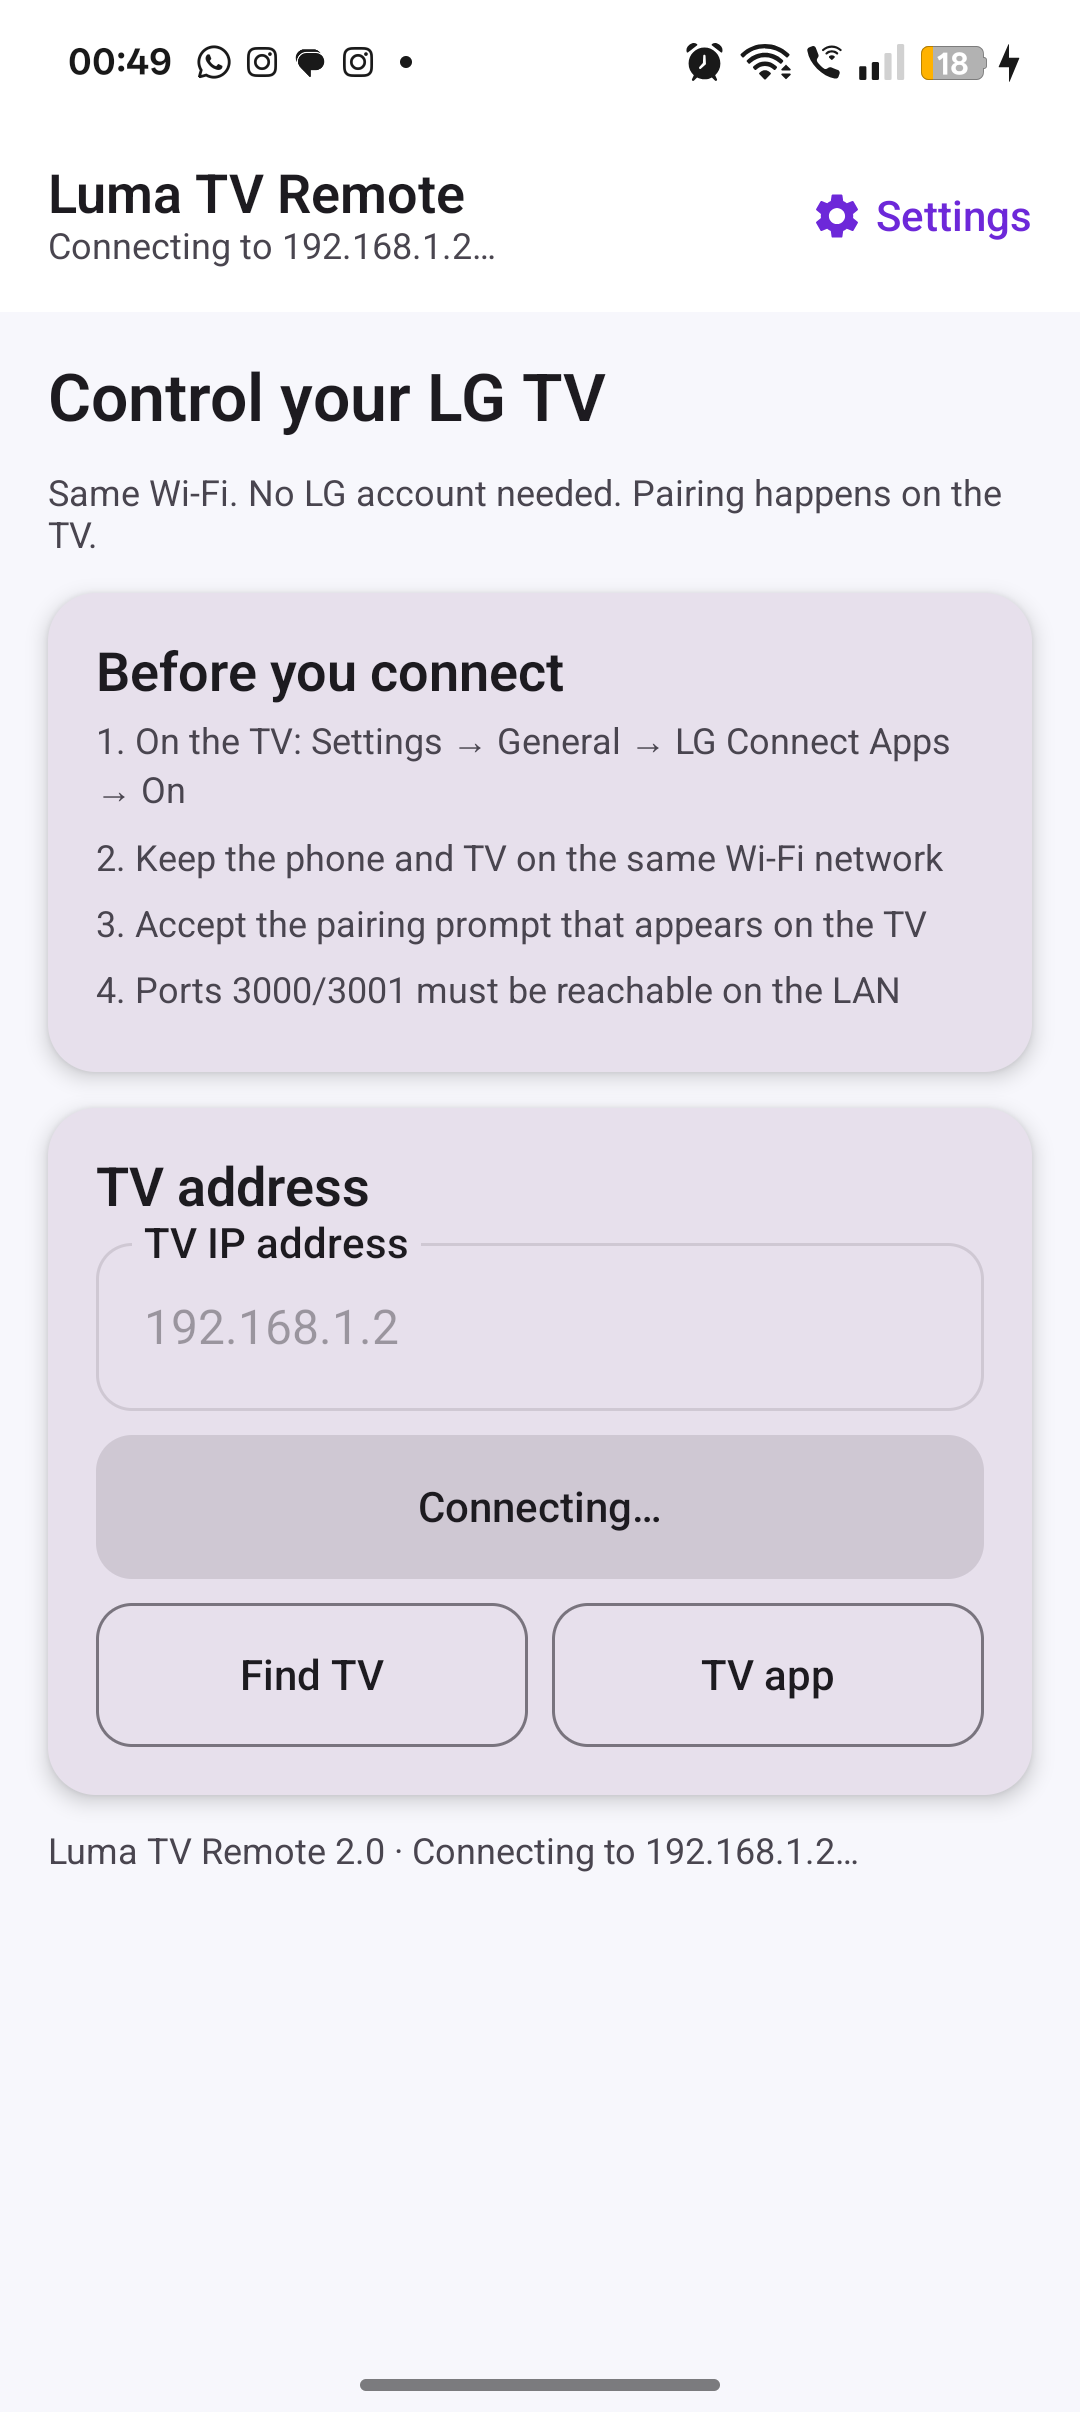 00:49
18
Luma TV Remote
Connecting to 192.168.1.2...
Settings
Control your LG TV
Same Wi-Fi. No LG account needed. Pairing happens on the
TV.
Before you connect
1. On the TV: Settings → General → LG Connect Apps
→ On
2. Keep the phone and TV on the same Wi-Fi network
3. Accept the pairing prompt that appears on the TV
4. Ports 3000/3001 must be reachable on the LAN
TV address
TV IP address
192.168.1.2
Connecting...
Find TV
TV app
Luma TV Remote 2.0 · Connecting to 192.168.1.2...